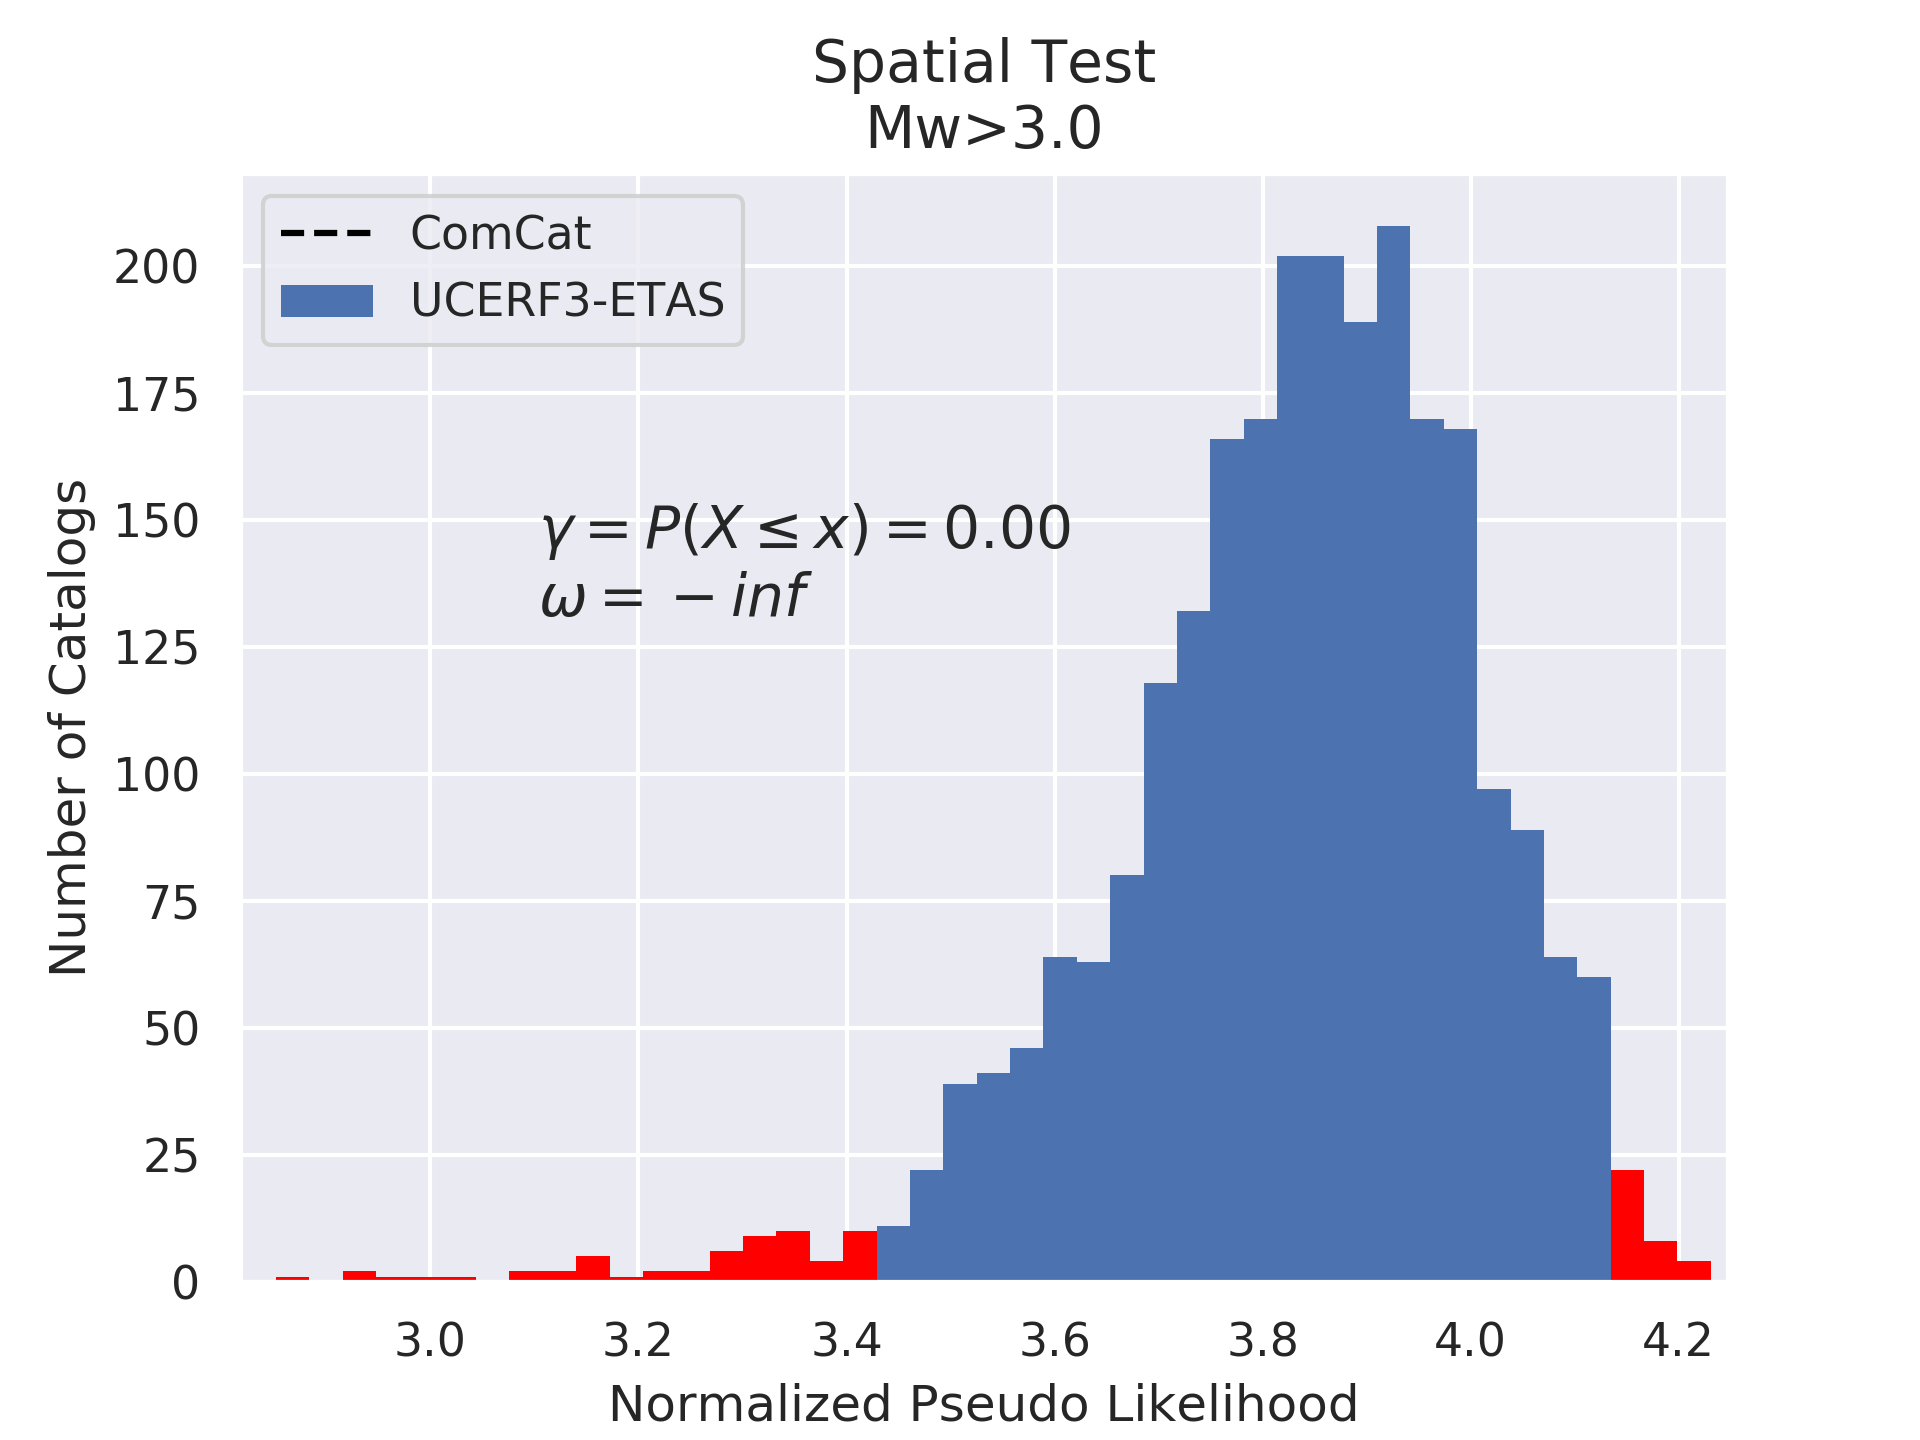 Spatial Test
Mw>3.0
ComCat
UCERF3-ETAS
γ = P(X ≤ x) = 0.00
ω = − inf
200
175
150
125
100
75
50
25
0
Number of Catalogs
3.0 3.2 3.4 3.6 3.8 4.0 4.2
Normalized Pseudo Likelihood